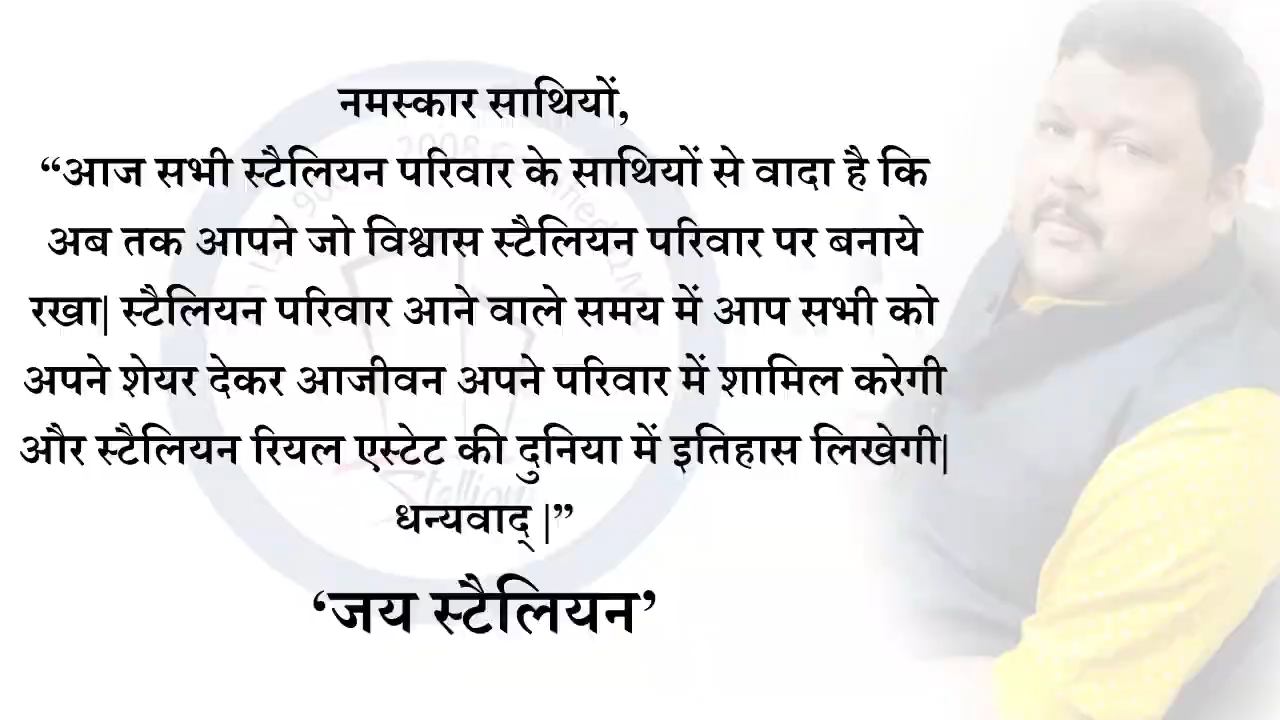 नमस्कार साथियों,
“आज सभी स्टैलियन परिवार के साथियों से वादा है कि
अब तक आपने जो विश्वास स्टैलियन परिवार पर बनाये
रखा| स्टैलियन परिवार आने वाले समय में आप सभी को
अपने शेयर देकर आजीवन अपने परिवार में शामिल करेगी
और स्टैलियन रियल एस्टेट की दुनिया में इतिहास लिखेगी|
धन्यवाद् |”
‘जय स्टैलियन’